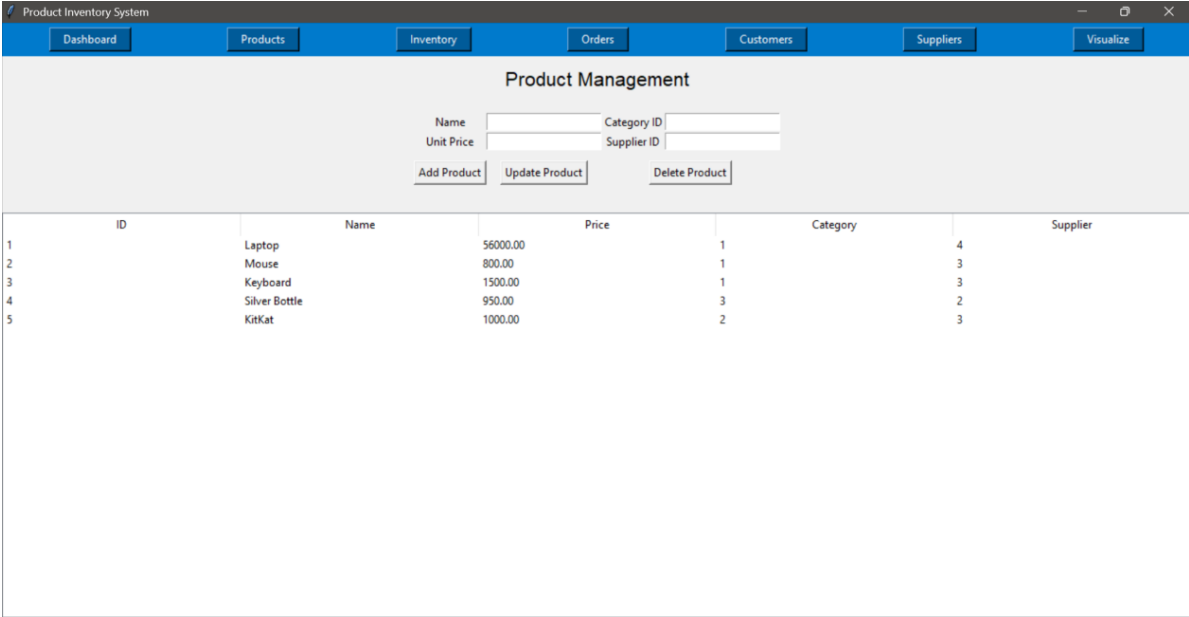 Product Inventory System
Dashboard Products Inventory Orders Customers Suppliers Visualize
Product Management
Name Category ID
Unit Price Supplier ID
Add Product Update Product Delete Product
ID Name Price Category Supplier
1 Laptop 56000.00 1 4
2 Mouse 800.00 1 3
3 Keyboard 1500.00 1 3
4 Silver Bottle 950.00 3 2
5 KitKat 1000.00 2 3